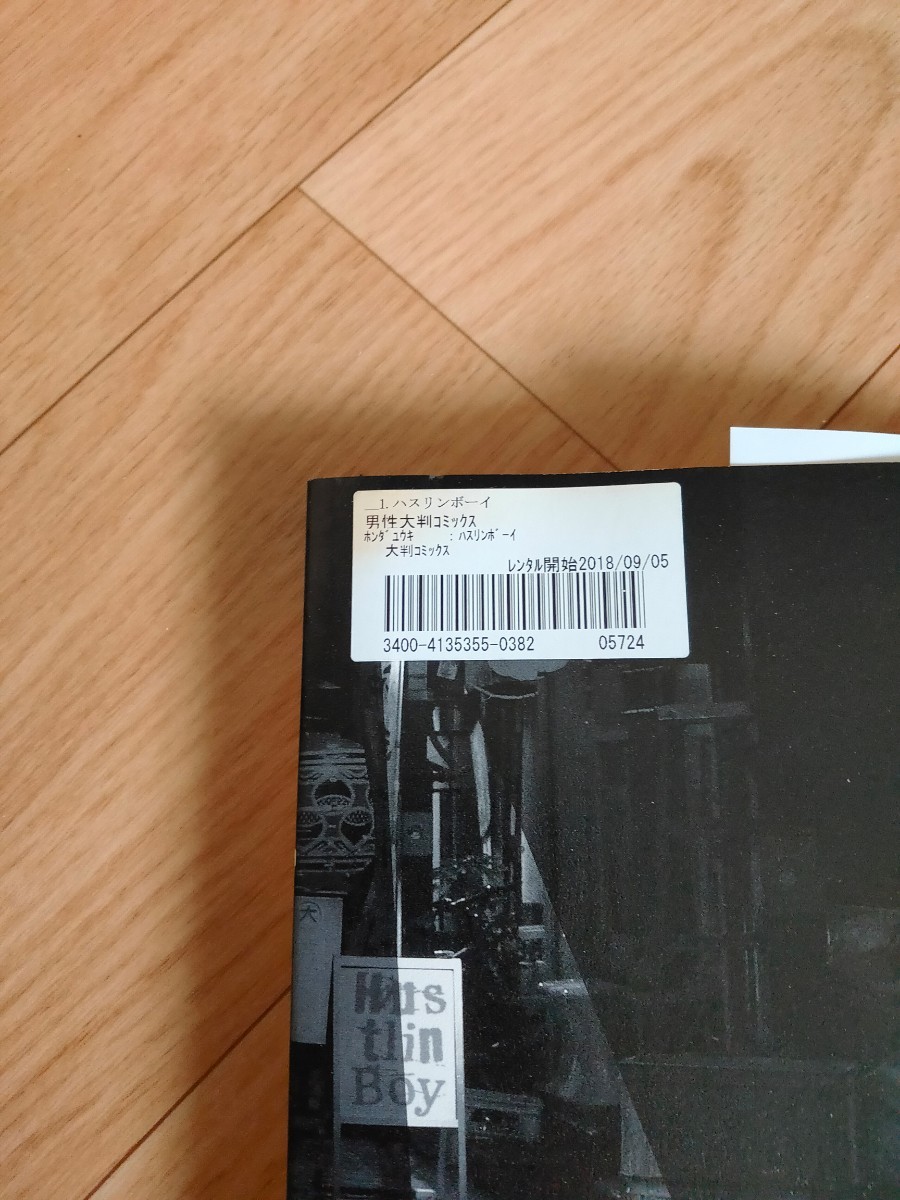 ＿1. ハスリンボーイ
男性大判ｺﾐｯｸｽ
ﾎﾝﾀﾞﾕｳｷ : ﾊｽﾘﾝﾎﾞｰｲ
大判ｺﾐｯｸｽ
ﾚﾝﾀﾙ開始2018/09/05
3400-4135355-0382 05724
大
Hus
tlin
Boy